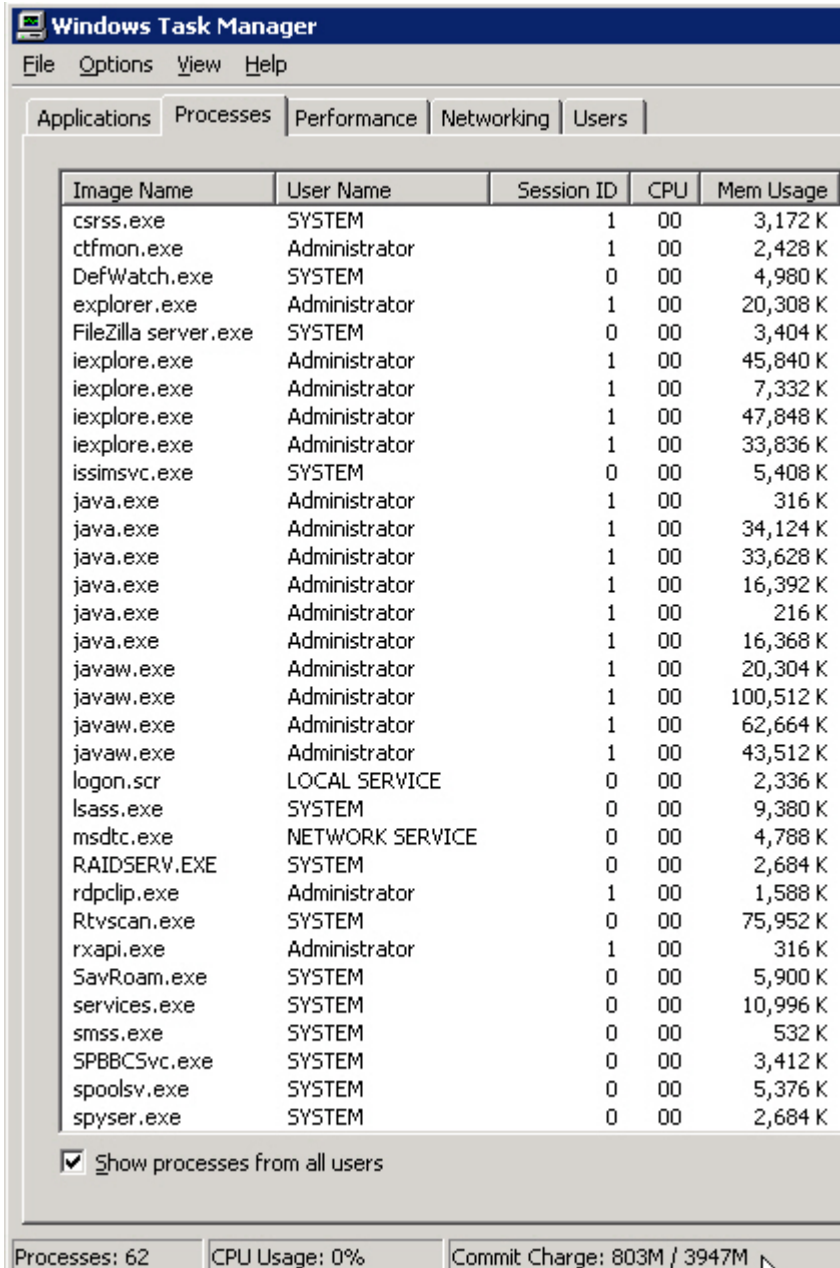 Windows Task Manager
File Options View Help
Applications Processes Performance Networking Users
Image Name User Name Session ID CPU Mem Usage
csrss.exe SYSTEM 1 00 3,172 K
ctfmon.exe Administrator 1 00 2,428 K
DefWatch.exe SYSTEM 0 00 4,980 K
explorer.exe Administrator 1 00 20,308 K
FileZilla server.exe SYSTEM 0 00 3,404 K
iexplore.exe Administrator 1 00 45,840 K
iexplore.exe Administrator 1 00 7,332 K
iexplore.exe Administrator 1 00 47,848 K
iexplore.exe Administrator 1 00 33,836 K
issimsvc.exe SYSTEM 0 00 5,408 K
java.exe Administrator 1 00 316 K
java.exe Administrator 1 00 34,124 K
java.exe Administrator 1 00 33,628 K
java.exe Administrator 1 00 16,392 K
java.exe Administrator 1 00 216 K
java.exe Administrator 1 00 16,368 K
javaw.exe Administrator 1 00 20,304 K
javaw.exe Administrator 1 00 100,512 K
javaw.exe Administrator 1 00 62,664 K
javaw.exe Administrator 1 00 43,512 K
logon.scr LOCAL SERVICE 0 00 2,336 K
lsass.exe SYSTEM 0 00 9,380 K
msdtc.exe NETWORK SERVICE 0 00 4,788 K
RAIDSERV.EXE SYSTEM 0 00 2,684 K
rdpclip.exe Administrator 1 00 1,588 K
Rtvscan.exe SYSTEM 0 00 75,952 K
rxapi.exe Administrator 1 00 316 K
SavRoam.exe SYSTEM 0 00 5,900 K
services.exe SYSTEM 0 00 10,996 K
smss.exe SYSTEM 0 00 532 K
SPBBCSvc.exe SYSTEM 0 00 3,412 K
spoolsv.exe SYSTEM 0 00 5,376 K
spyser.exe SYSTEM 0 00 2,684 K
Show processes from all users
Processes: 62 CPU Usage: 0% Commit Charge: 803M / 3947M